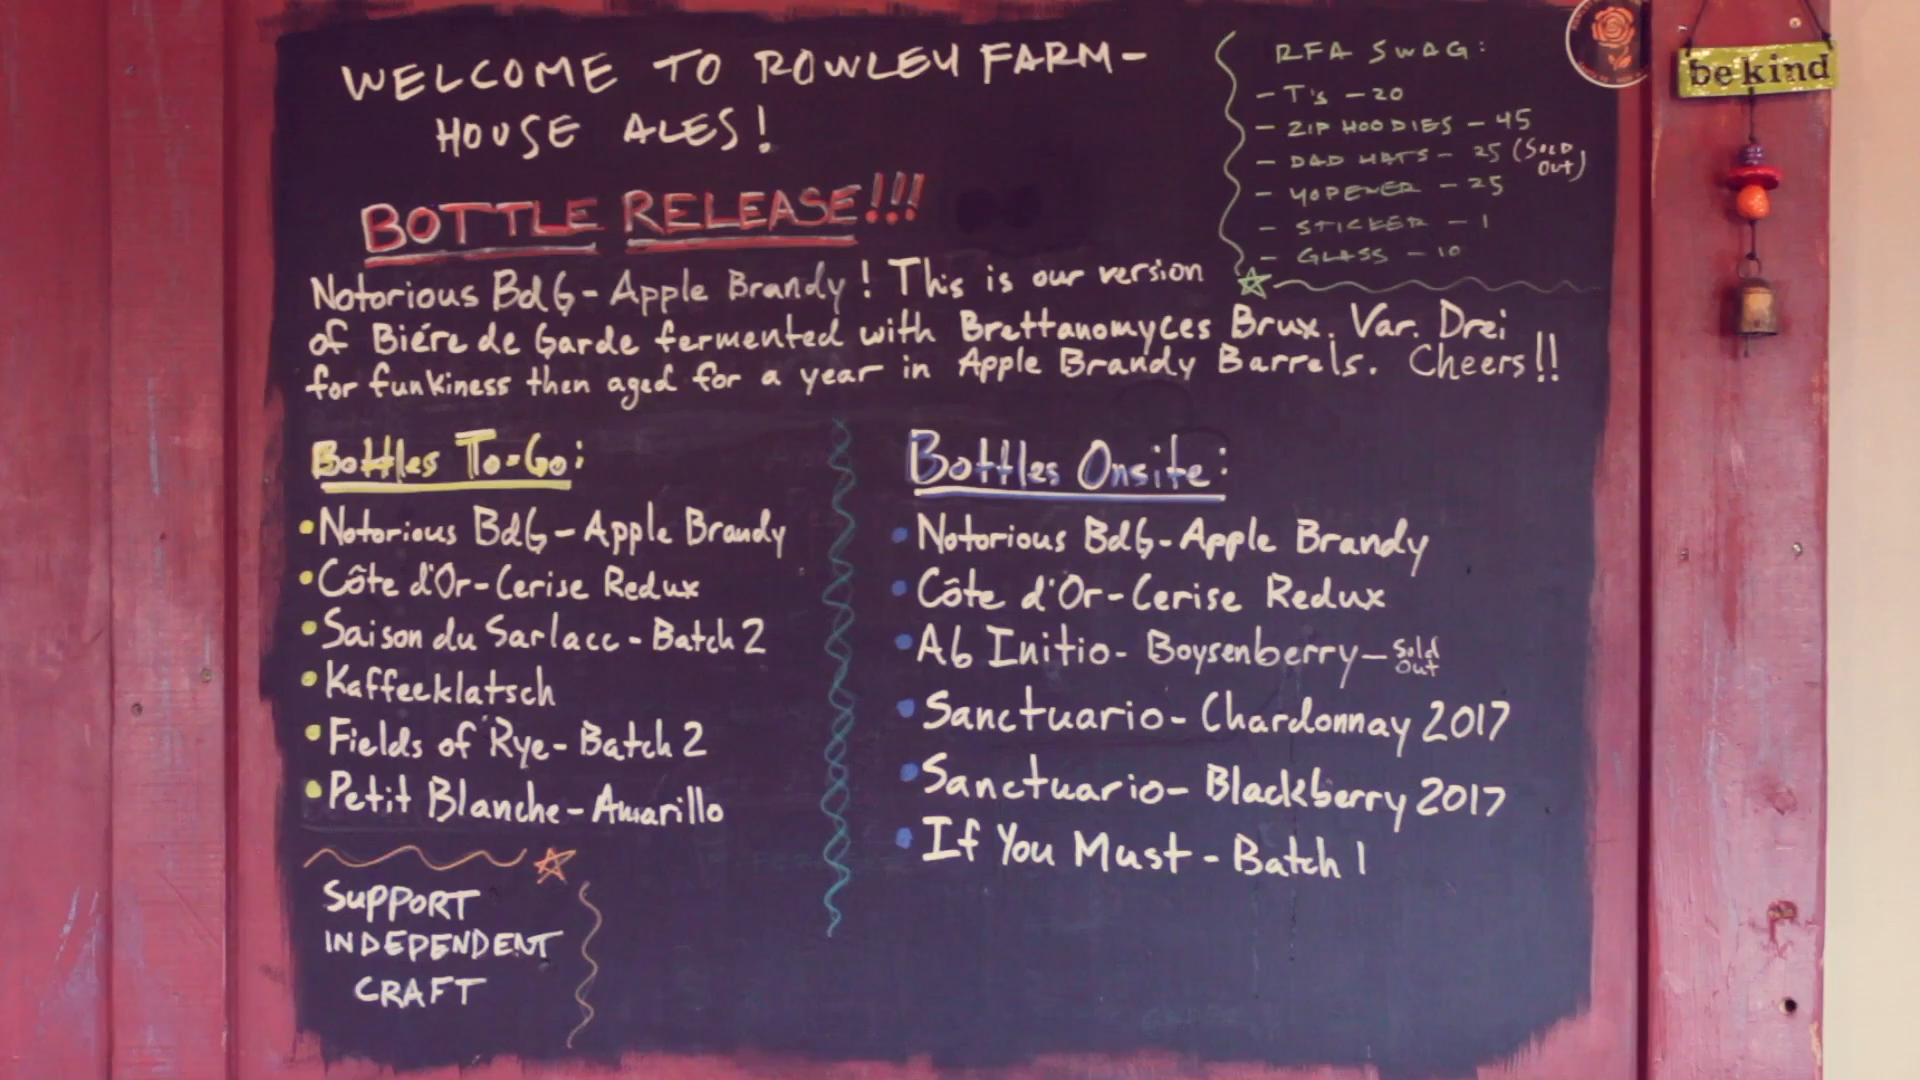 WELCOME TO ROWLEY FARM-
HOUSE ALES!
RFA SWAG:
- T's - 20
- ZIP HOODIES - 45
- DAD HATS - 25 (SOLD OUT)
- YOPENER - 25
- STICKER - 1
- GLASS - 10
be kind
BOTTLE RELEASE!!!
Notorious BdG - Apple Brandy! This is our version
of Biére de Garde fermented with Brettanomyces Brux. Var. Drei
for funkiness then aged for a year in Apple Brandy Barrels. Cheers!!
Bottles To-Go:
• Notorious BdG - Apple Brandy
• Côte d'Or - Cerise Redux
• Saison du Sarlacc - Batch 2
• Kaffeeklatsch
• Fields of Rye - Batch 2
• Petit Blanche - Amarillo
Bottles Onsite:
• Notorious BdG - Apple Brandy
• Côte d'Or - Cerise Redux
• Ab Initio - Boysenberry - Sold Out
• Sanctuario - Chardonnay 2017
• Sanctuario - Blackberry 2017
• If You Must - Batch 1
SUPPORT
INDEPENDENT
CRAFT